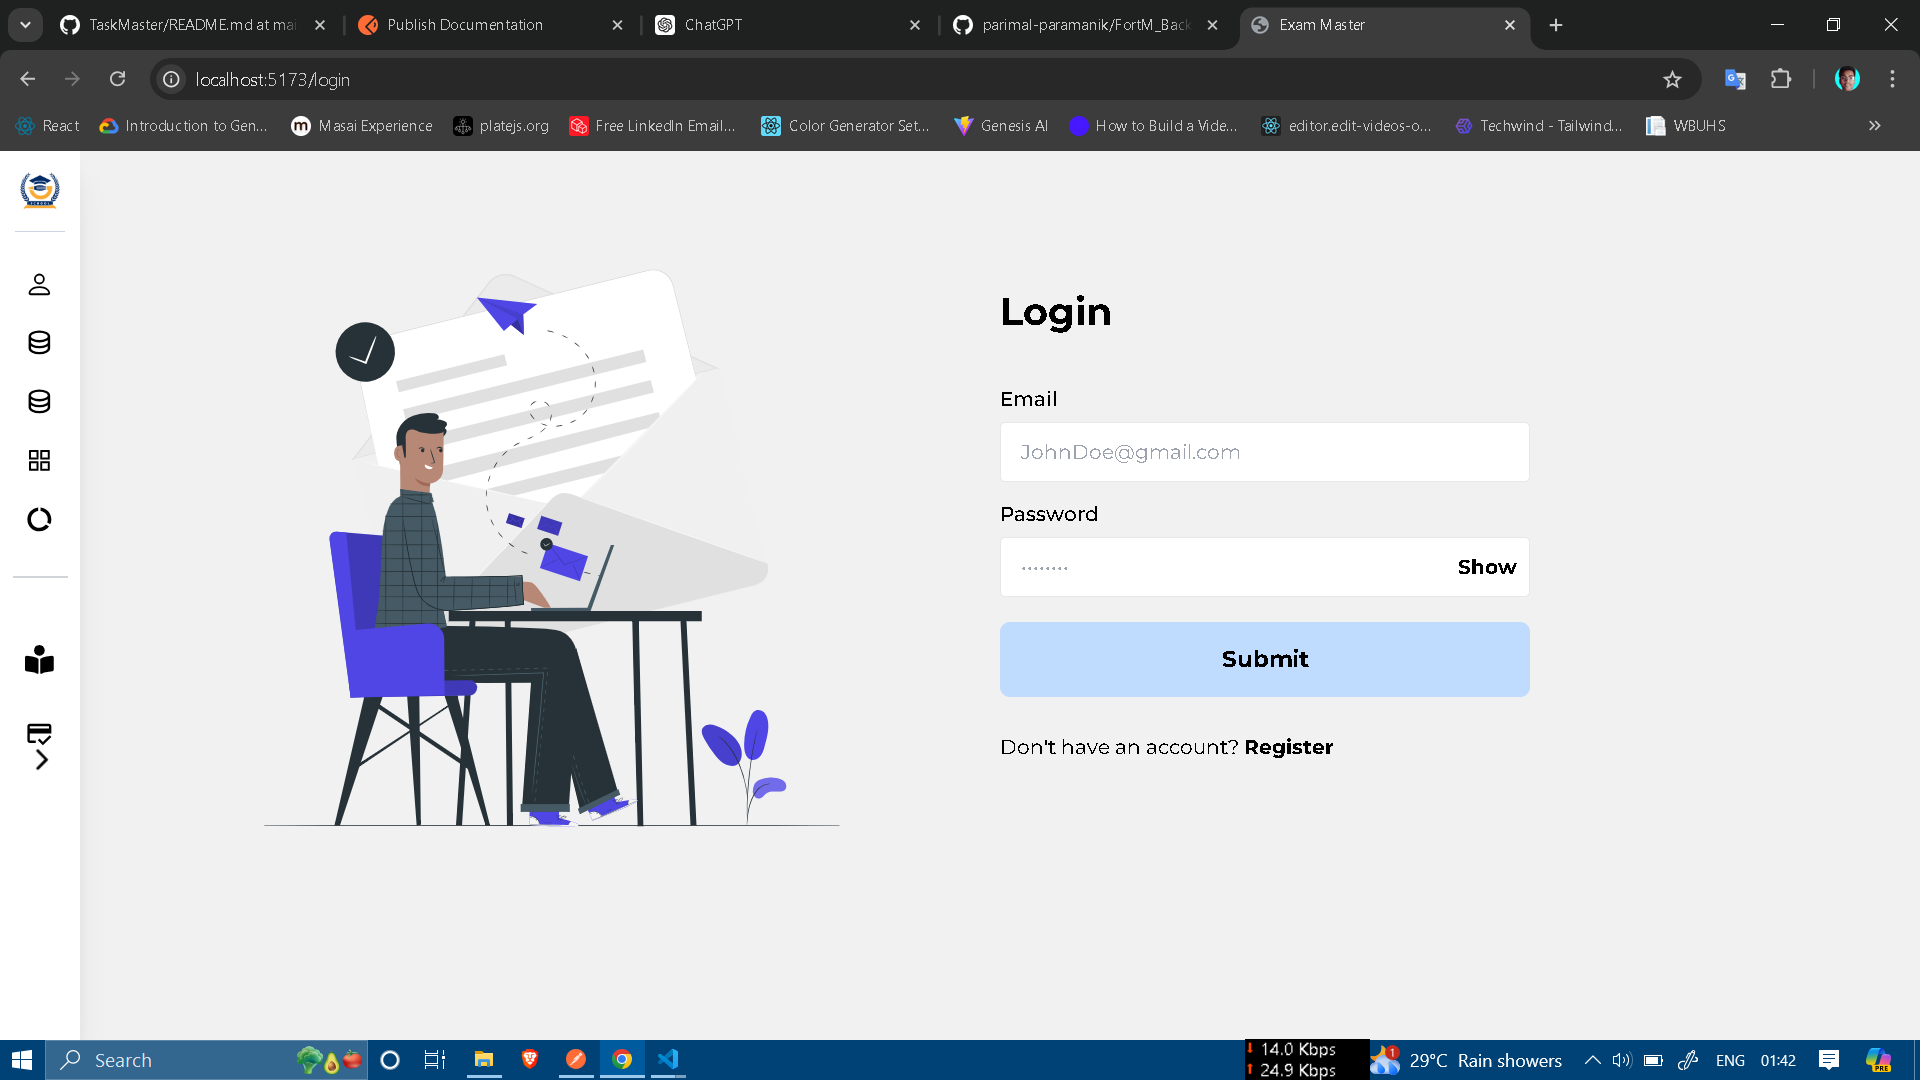 TaskMaster/README.md at mai
Publish Documentation
ChatGPT
parimal-paramanik/FortM_Back
Exam Master
localhost:5173/login
React
Introduction to Gen...
Masai Experience
platejs.org
Free LinkedIn Email...
Color Generator Set...
Genesis AI
How to Build a Vide...
editor.edit-videos-o...
Techwind - Tailwind...
WBUHS
SCHOOL
Login
Email
JohnDoe@gmail.com
Password
Show
Submit
Don't have an account? Register
Search
14.0 Kbps
24.9 Kbps
1
29°C Rain showers
ENG
01:42
PRE